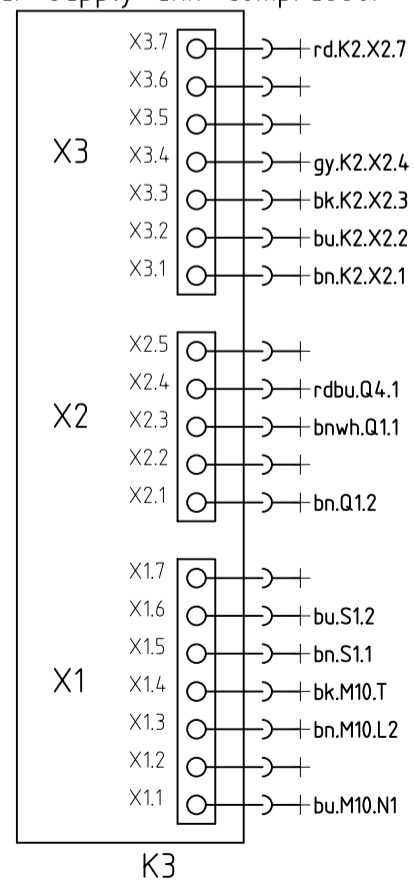 X3
X3.7 rd.K2.X2.7
X3.6
X3.5
X3.4 gy.K2.X2.4
X3.3 bk.K2.X2.3
X3.2 bu.K2.X2.2
X3.1 bn.K2.X2.1
X2
X2.5
X2.4 rdbu.Q4.1
X2.3 bnwh.Q1.1
X2.2
X2.1 bn.Q1.2
X1
X1.7
X1.6 bu.S1.2
X1.5 bn.S1.1
X1.4 bk.M10.T
X1.3 bn.M10.L2
X1.2
X1.1 bu.M10.N1
K3